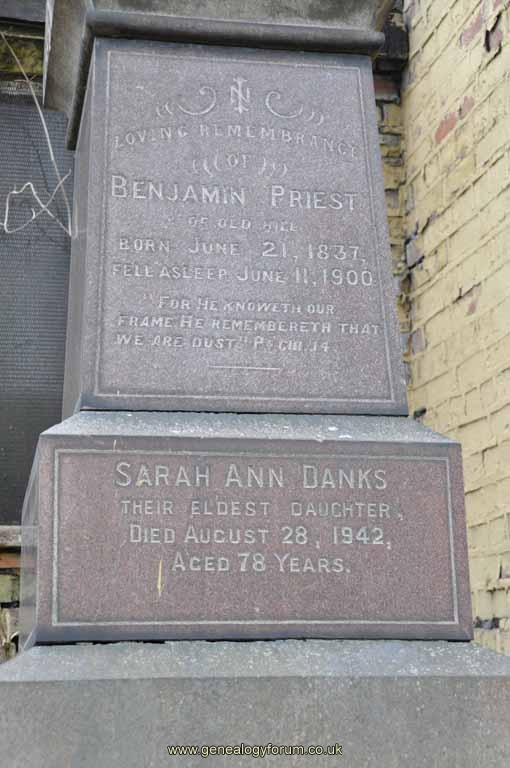 IN
LOVING REMEMBRANCE
OF
BENJAMIN PRIEST
OF OLD HILL
BORN JUNE 21, 1837,
FELL ASLEEP JUNE 11, 1900
"FOR HE KNOWETH OUR
FRAME HE REMEMBERETH THAT
WE ARE DUST." PS CIII. 14.
SARAH ANN DANKS
THEIR ELDEST DAUGHTER,
DIED AUGUST 28, 1942,
AGED 78 YEARS.
www.genealogyforum.co.uk